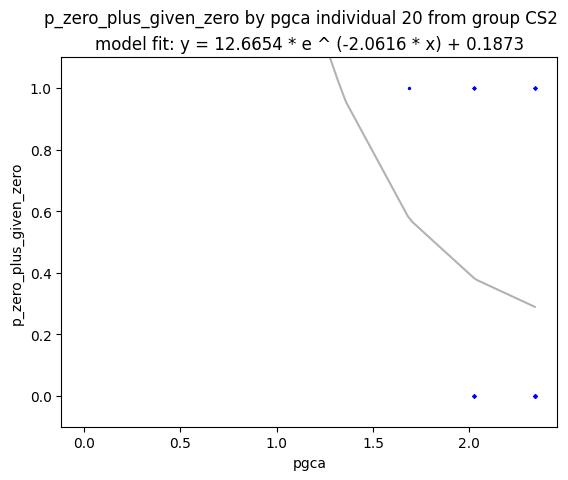 p_zero_plus_given_zero by pgca individual 20 from group CS2
model fit: y = 12.6654 * e ^ (-2.0616 * x) + 0.1873
1.0
0.8
0.6
0.4
0.2
0.0
p_zero_plus_given_zero
0.0 0.5 1.0 1.5 2.0
pgca